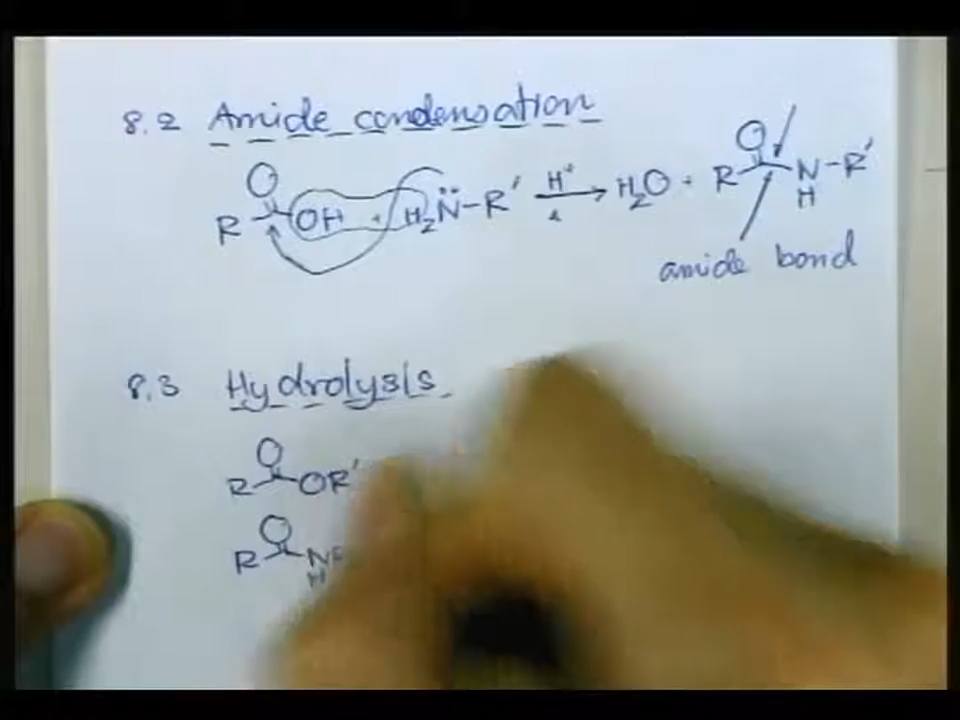 8.2 Amide condensation
O O
R OH + H₂N̈-R' H⁺ Δ → H₂O + R N-R'
H
amide bond
8.3 Hydrolysis
O
R OR'
O
R N
H